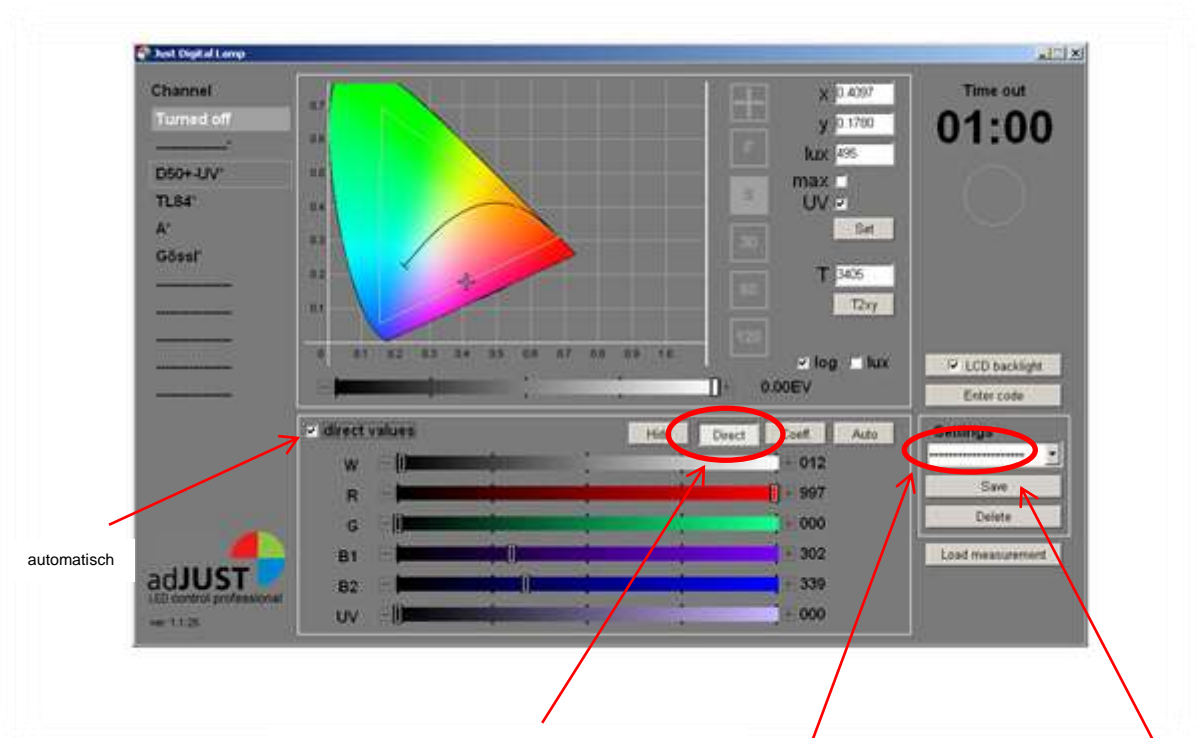 Just Digital Lamp
Channel
Turned off
D50+-UV*
TL84*
A*
Gössl*
0.7
0.6
0.5
0.4
0.3
0.2
0.1
0 0.1 0.2 0.3 0.4 0.5 0.6 0.7 0.8 0.9 1.0
F
30
60
120
x 0.4097
y 0.1780
lux 495
max
UV
Set
T 3405
T2xy
log lux
0.00EV
Time out
01:00
LCD backlight
Enter code
direct values
Direct Coeff. Auto
W 012
R 997
G 000
B1 302
B2 339
UV 000
Settings
Save
Delete
Load measurement
automatisch
adJUST
LED control professional
ver 1.1.25